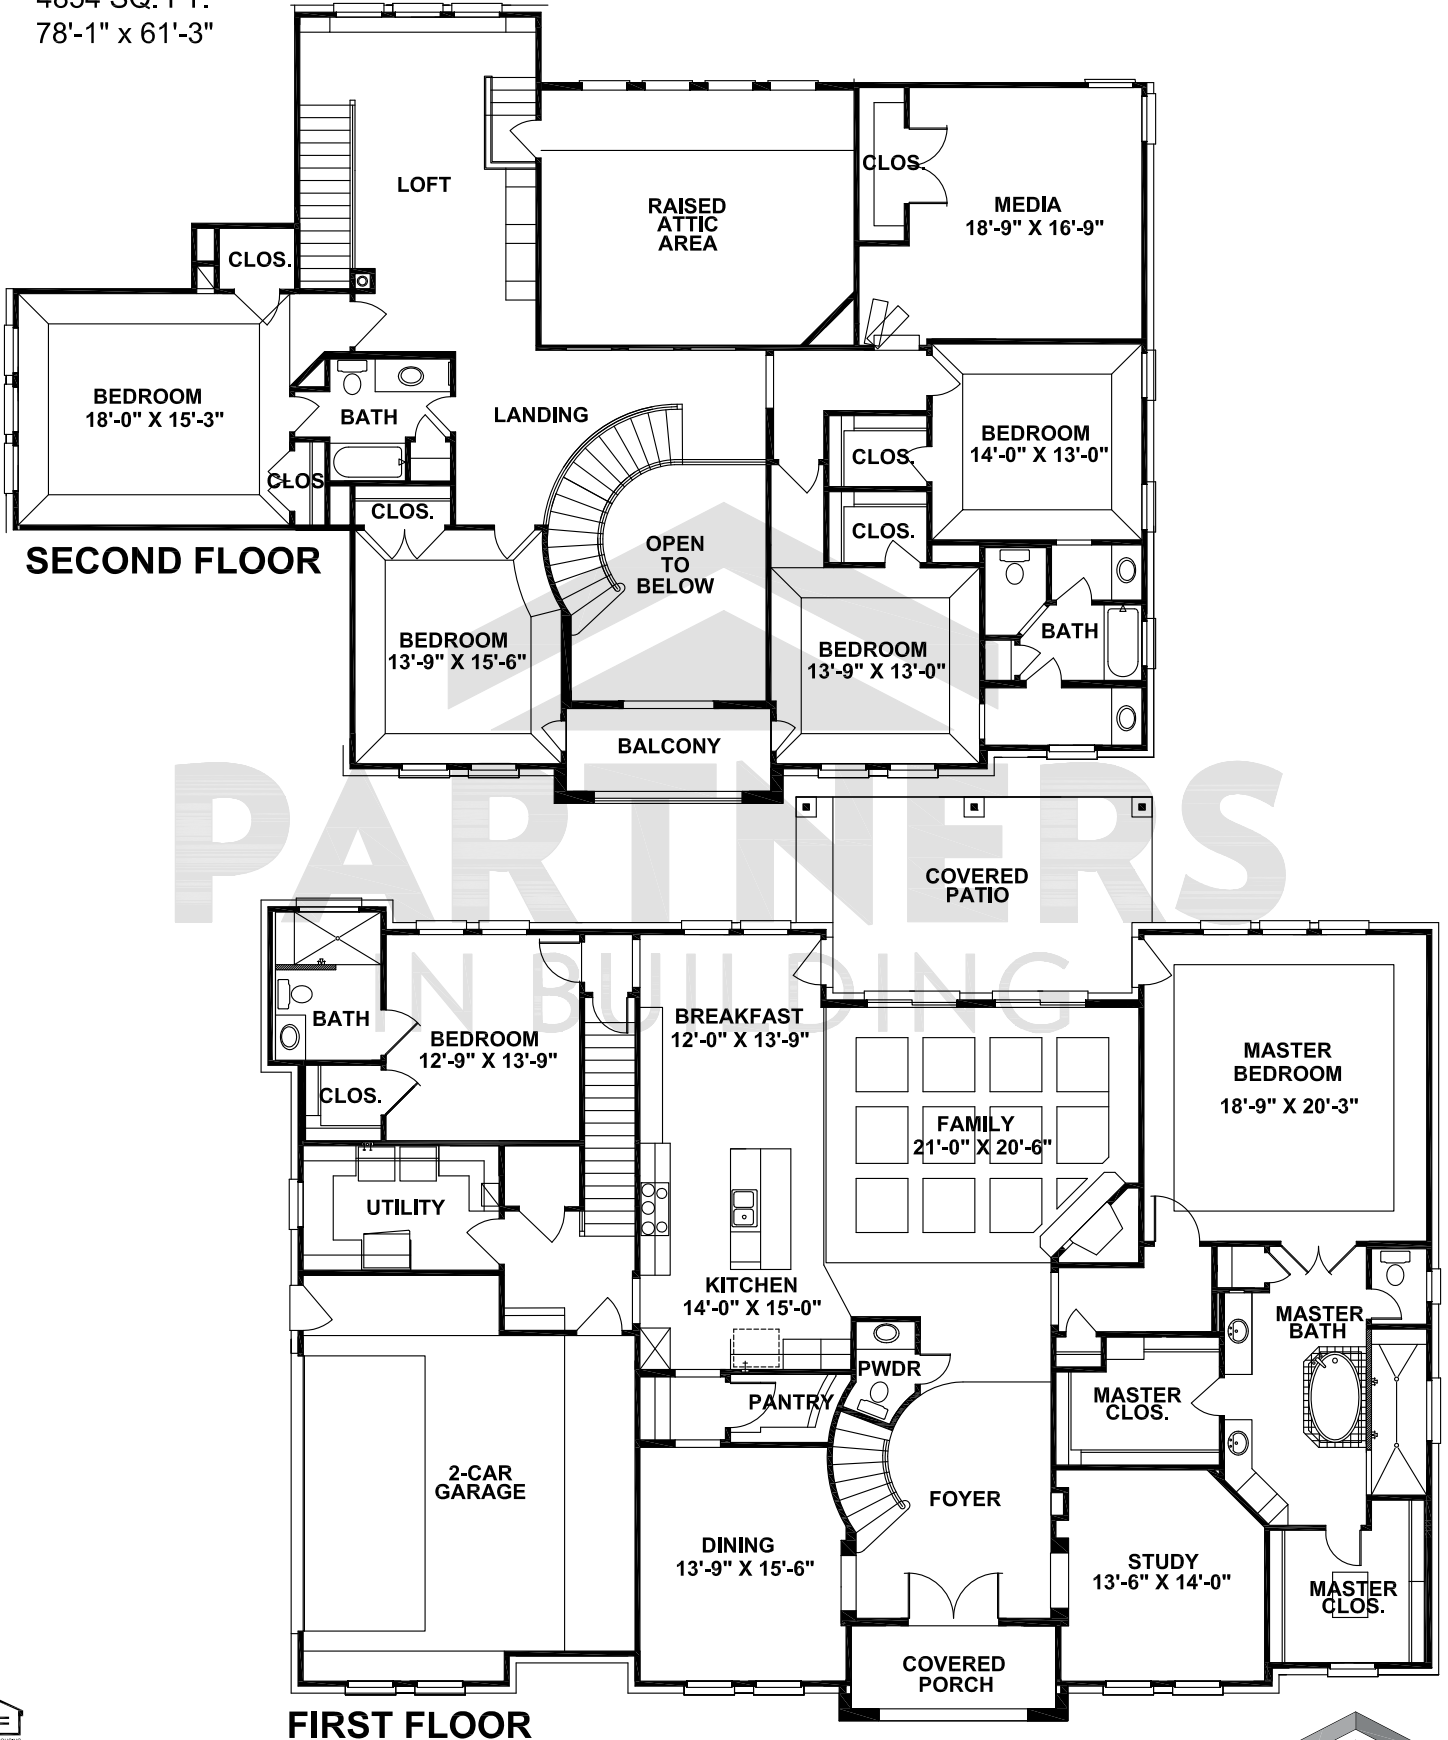 78'-1" x 61'-3"
LOFT
RAISED
ATTIC
AREA
CLOS.
MEDIA
18'-9" X 16'-9"
CLOS.
BEDROOM
18'-0" X 15'-3"
BATH
LANDING
CLOS
CLOS.
BEDROOM
14'-0" X 13'-0"
CLOS.
CLOS.
OPEN
TO
BELOW
SECOND FLOOR
BEDROOM
13'-9" X 15'-6"
BEDROOM
13'-9" X 13'-0"
BATH
BALCONY
PARTNERS
IN BUILDING
COVERED
PATIO
BATH
BEDROOM
12'-9" X 13'-9"
CLOS.
BREAKFAST
12'-0" X 13'-9"
FAMILY
21'-0" X 20'-6"
MASTER
BEDROOM
18'-9" X 20'-3"
UTILITY
KITCHEN
14'-0" X 15'-0"
PWDR
PANTRY
MASTER
BATH
MASTER
CLOS.
2-CAR
GARAGE
FOYER
DINING
13'-9" X 15'-6"
STUDY
13'-6" X 14'-0"
MASTER
CLOS.
COVERED
PORCH
FIRST FLOOR